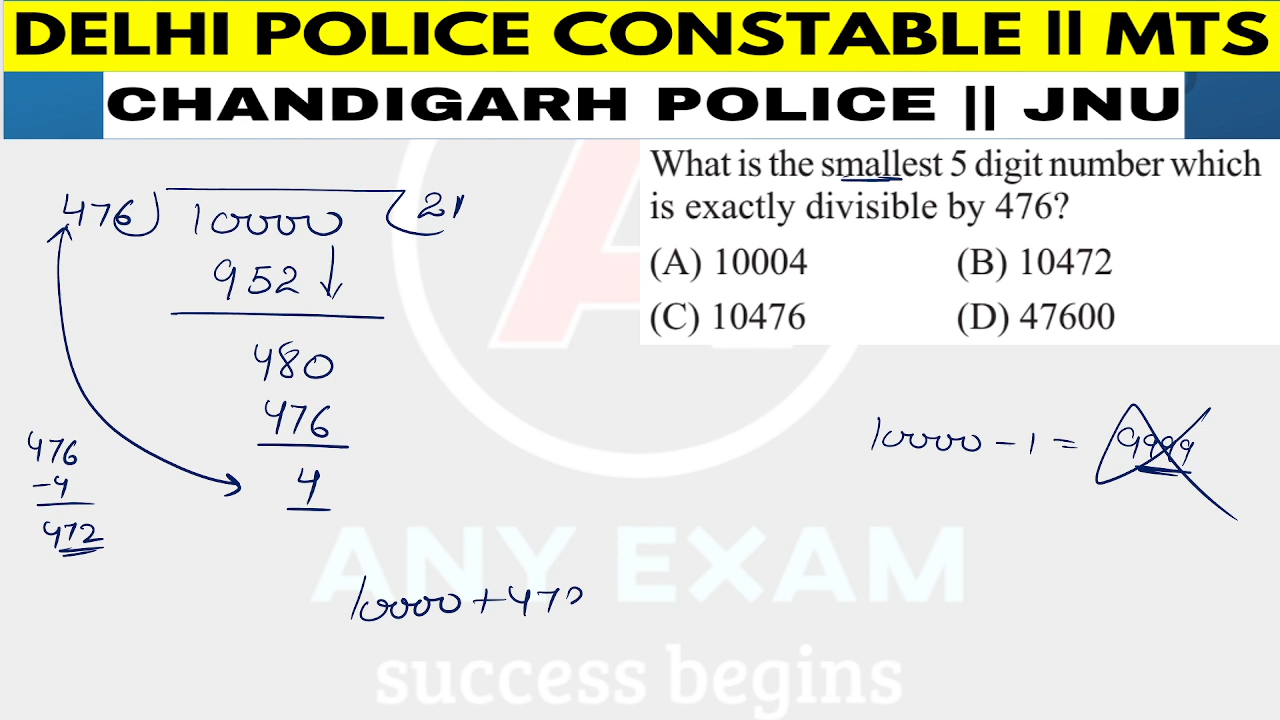 DELHI POLICE CONSTABLE || MTS
CHANDIGARH POLICE || JNU
What is the smallest 5 digit number which
is exactly divisible by 476?
(A) 10004 (B) 10472
(C) 10476 (D) 47600
476) 10000 (21
952
480
476
4
476
-4
472
10000 - 1 = 9999
10000 + 472
ANY EXAM
success begins